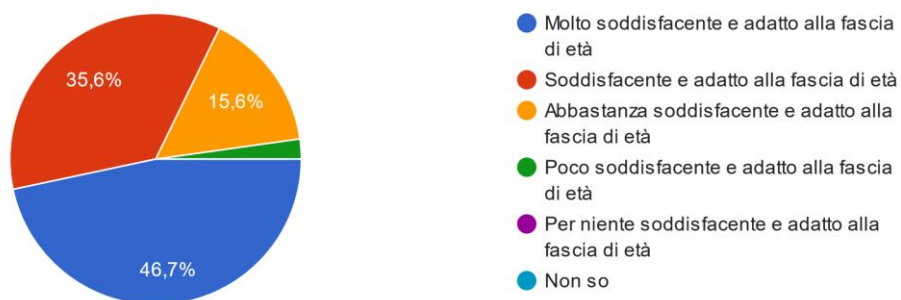 35,6%
15,6%
46,7%
Molto soddisfacente e adatto alla fascia
di età
Soddisfacente e adatto alla fascia di età
Abbastanza soddisfacente e adatto alla
fascia di età
Poco soddisfacente e adatto alla fascia
di età
Per niente soddisfacente e adatto alla
fascia di età
Non so